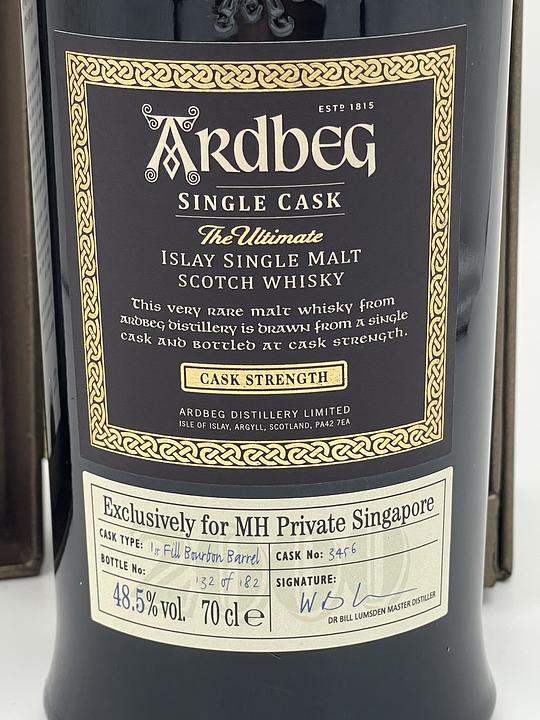 ESTD 1815
ARDBEG
SINGLE CASK
The Ultimate
ISLAY SINGLE MALT
SCOTCH WHISKY
This very rare malt whisky from
Ardbeg distillery is drawn from a single
cask and bottled at cask strength.
CASK STRENGTH
ARDBEG DISTILLERY LIMITED
ISLE OF ISLAY, ARGYLL, SCOTLAND, PA42 7EA
Exclusively for MH Private Singapore
CASK TYPE: 1st Fill Bourbon Barrel CASK No: 3456
BOTTLE No: 132 of 182
SIGNATURE:
48.5% vol. 70 cl e
DR BILL LUMSDEN MASTER DISTILLER